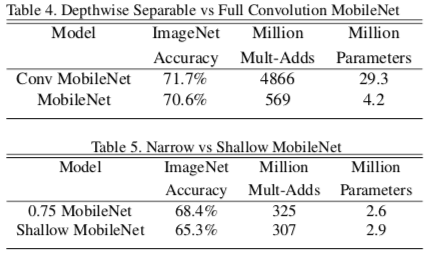 Table 4. Depthwise Separable vs Full Convolution MobileNet
Model ImageNet Million Million
Accuracy Mult-Adds Parameters
Conv MobileNet 71.7% 4866 29.3
MobileNet 70.6% 569 4.2
Table 5. Narrow vs Shallow MobileNet
Model ImageNet Million Million
Accuracy Mult-Adds Parameters
0.75 MobileNet 68.4% 325 2.6
Shallow MobileNet 65.3% 307 2.9